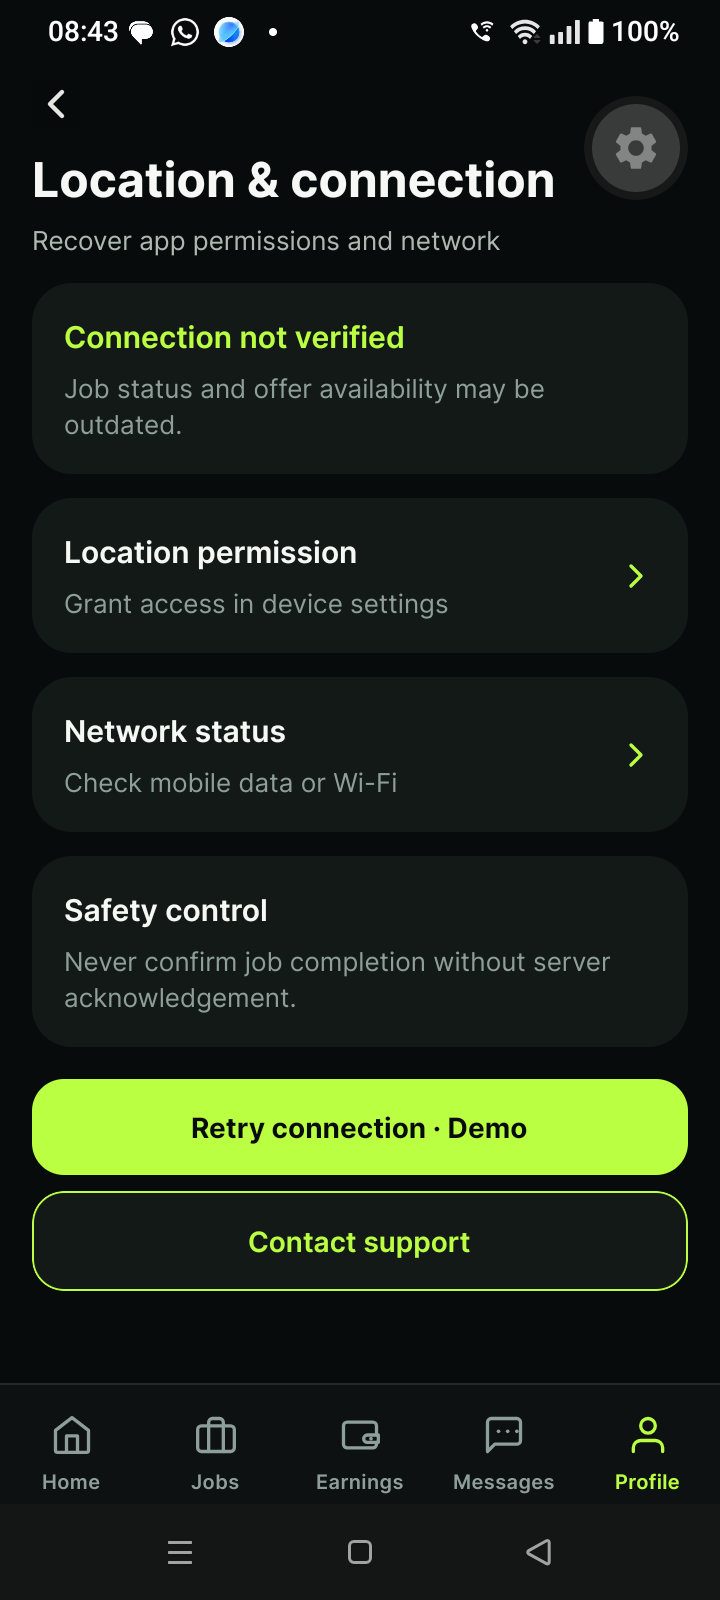 08:43
100%
Location & connection
Recover app permissions and network
Connection not verified
Job status and offer availability may be
outdated.
Location permission
Grant access in device settings
Network status
Check mobile data or Wi-Fi
Safety control
Never confirm job completion without server
acknowledgement.
Retry connection · Demo
Contact support
Home
Jobs
Earnings
Messages
Profile